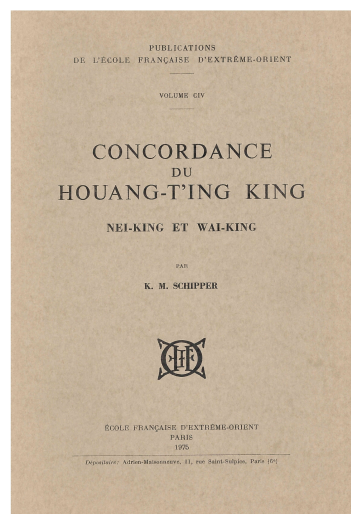 PUBLICATIONS
DE L'ÉCOLE FRANÇAISE D'EXTRÊME-ORIENT
VOLUME CIV
CONCORDANCE
DU
HOUANG-T'ING KING
NEI-KING ET WAI-KING
PAR
K. M. SCHIPPER
ÉCOLE FRANÇAISE D'EXTRÊME-ORIENT
PARIS
1975
Dépositaire: Adrien-Maisonneuve, 11, rue Saint-Sulpice, Paris (6e)